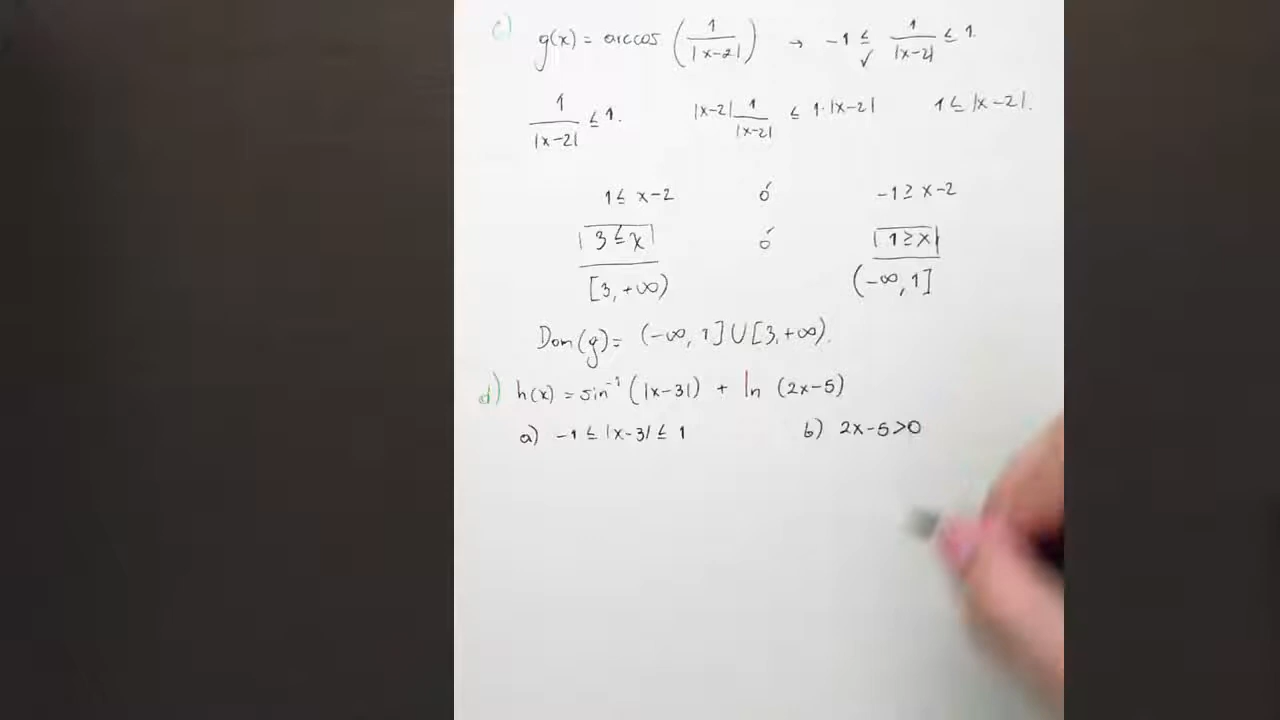 c) g(x) = arccos (1/|x-2|) → -1 ≤ 1/|x-2| ≤ 1.
✓
1/|x-2| ≤ 1. |x-2| 1/|x-2| ≤ 1·|x-2| 1 ≤ |x-2|.
1 ≤ x-2 ó -1 ≥ x-2
3 ≤ x ó 1 ≥ x
[3, +∞) (-∞, 1]
Dom(g) = (-∞, 1] ∪ [3, +∞).
d) h(x) = sin⁻¹ (|x-3|) + ln (2x-5)
a) -1 ≤ |x-3| ≤ 1 b) 2x-5>0